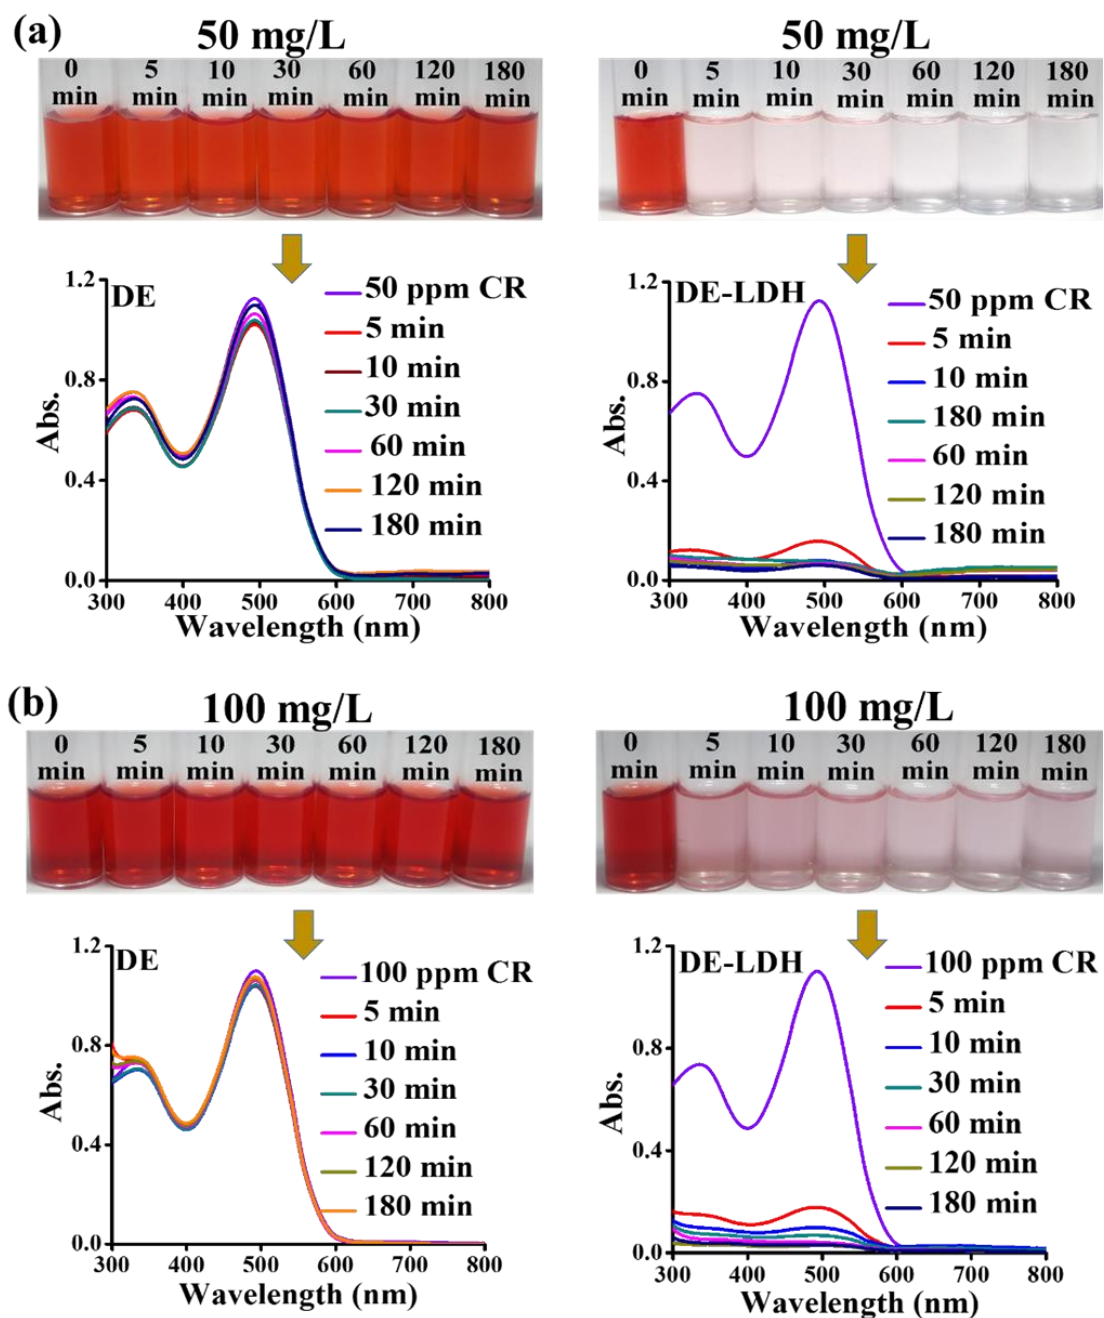 (a)
50 mg/L
0 5 10 30 60 120 180
min min min min min min min
50 mg/L
0 5 10 30 60 120 180
min min min min min min min
DE
50 ppm CR
5 min
10 min
30 min
60 min
120 min
180 min
1.2
0.8
0.4
0.0
Abs.
300 400 500 600 700 800
Wavelength (nm)
DE-LDH
50 ppm CR
5 min
10 min
180 min
60 min
120 min
180 min
1.2
0.8
0.4
0.0
Abs.
300 400 500 600 700 800
Wavelength (nm)
(b)
100 mg/L
0 5 10 30 60 120 180
min min min min min min min
100 mg/L
0 5 10 30 60 120 180
min min min min min min min
DE
100 ppm CR
5 min
10 min
30 min
60 min
120 min
180 min
1.2
0.8
0.4
0.0
Abs.
300 400 500 600 700 800
Wavelength (nm)
DE-LDH
100 ppm CR
5 min
10 min
30 min
60 min
120 min
180 min
1.2
0.8
0.4
0.0
Abs.
300 400 500 600 700 800
Wavelength (nm)